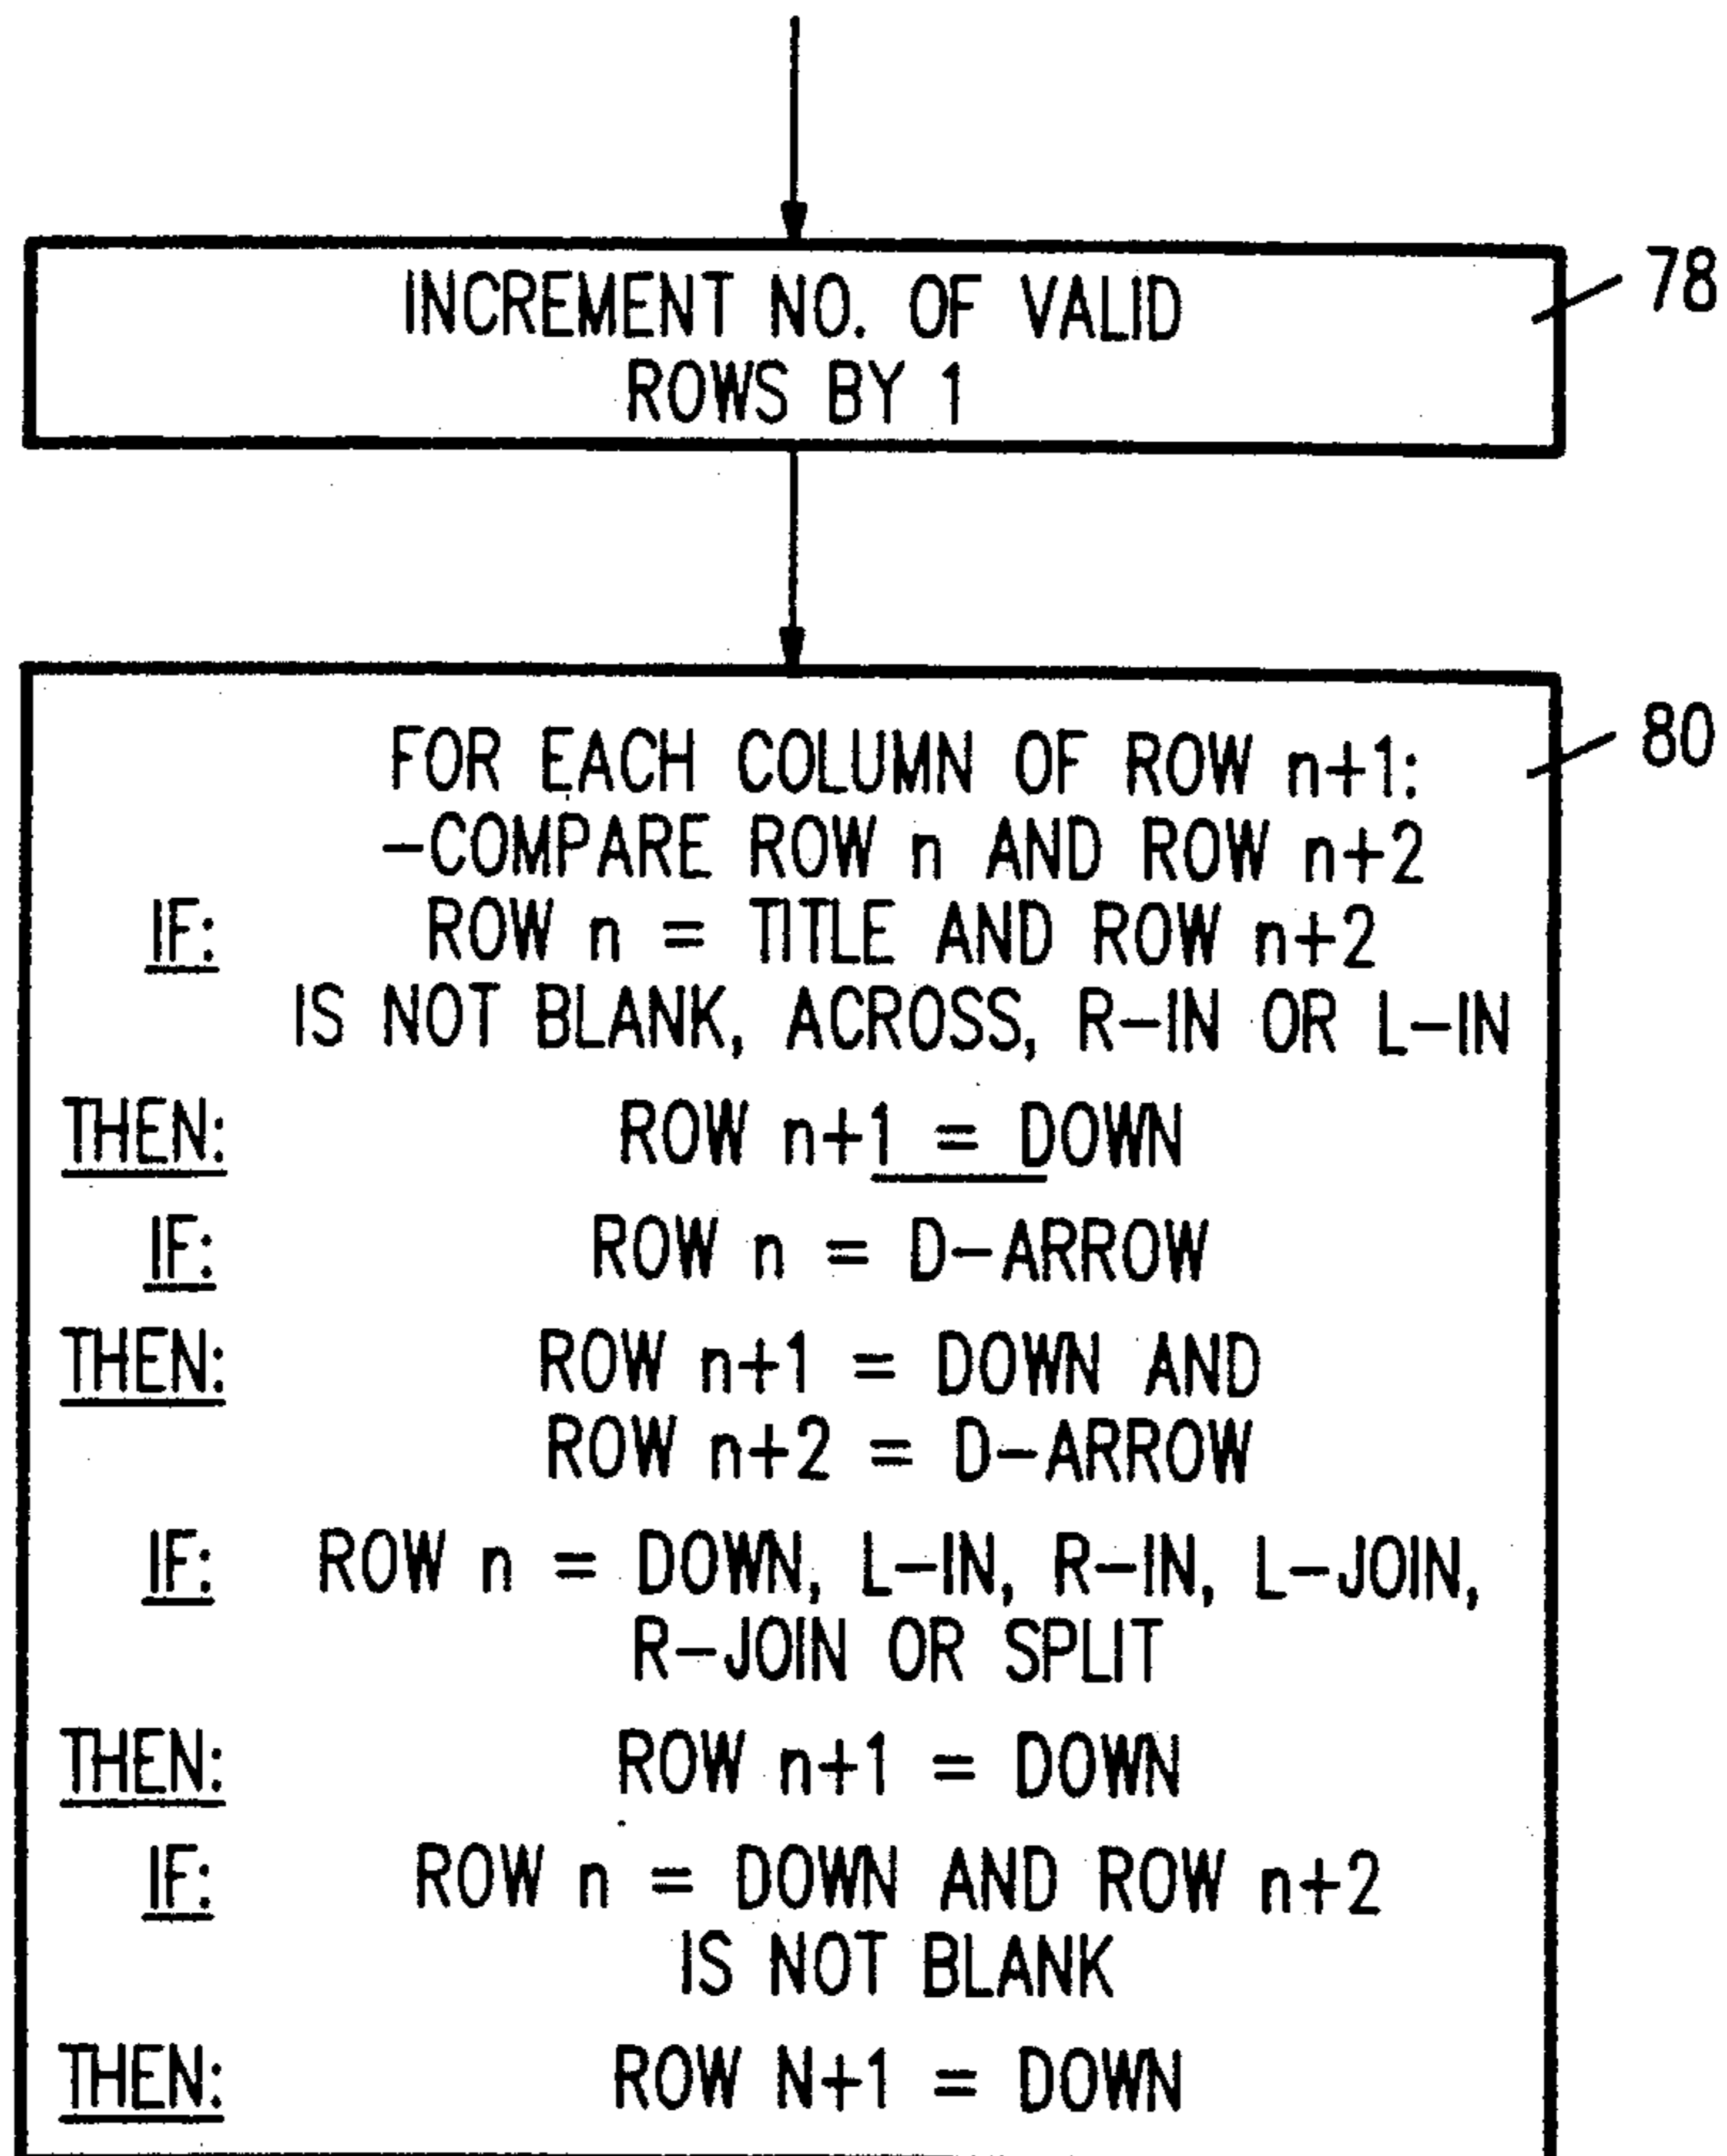 INCREMENT NO. OF VALID
ROWS BY 1
78
FOR EACH COLUMN OF ROW n+1:
80
-COMPARE ROW n AND ROW n+2
IF: ROW n = TITLE AND ROW n+2
IS NOT BLANK, ACROSS, R-IN OR L-IN
THEN: ROW n+1 = DOWN
IF: ROW n = D-ARROW
THEN: ROW n+1 = DOWN AND
ROW n+2 = D-ARROW
IF: ROW n = DOWN, L-IN, R-IN, L-JOIN,
R-JOIN OR SPLIT
THEN: ROW n+1 = DOWN
IF: ROW n = DOWN AND ROW n+2
IS NOT BLANK
THEN: ROW N+1 = DOWN